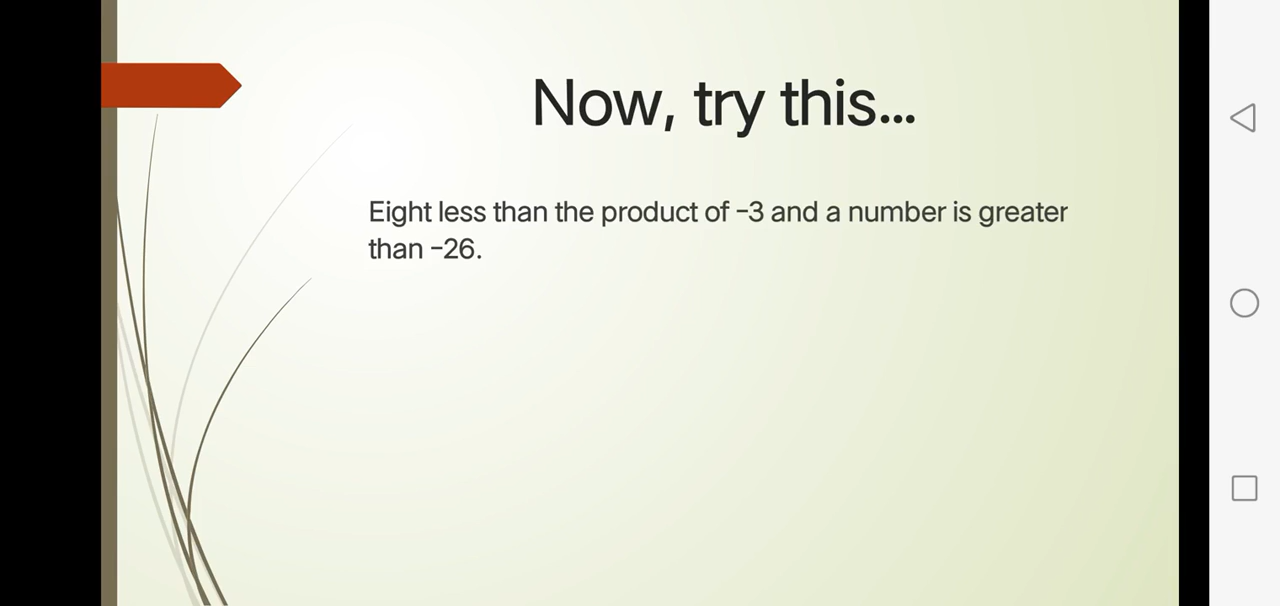 Now, try this...
Eight less than the product of −3 and a number is greater
than −26.